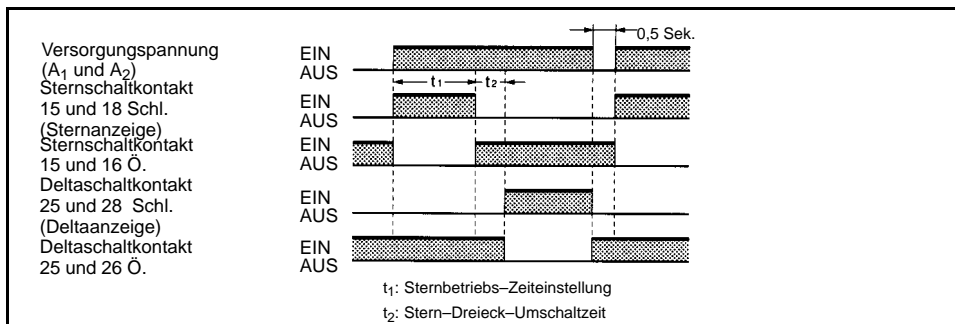 0,5 Sek.
Versorgungspannung
(A1 und A2)
EIN
AUS
t1
t2
Sternschaltkontakt
15 und 18 Schl.
(Sternanzeige)
EIN
AUS
Sternschaltkontakt
15 und 16 Ö.
EIN
AUS
Deltaschaltkontakt
25 und 28 Schl.
(Deltaanzeige)
EIN
AUS
Deltaschaltkontakt
25 und 26 Ö.
EIN
AUS
t1: Sternbetriebs–Zeiteinstellung
t2: Stern–Dreieck–Umschaltzeit